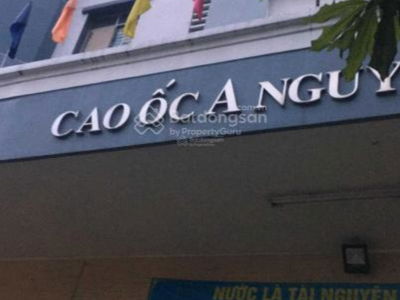 CAO ỐC A NGUY
Batdongsan
by PropertyGuru
NƯỚC LÀ TÀI NGUYÊN